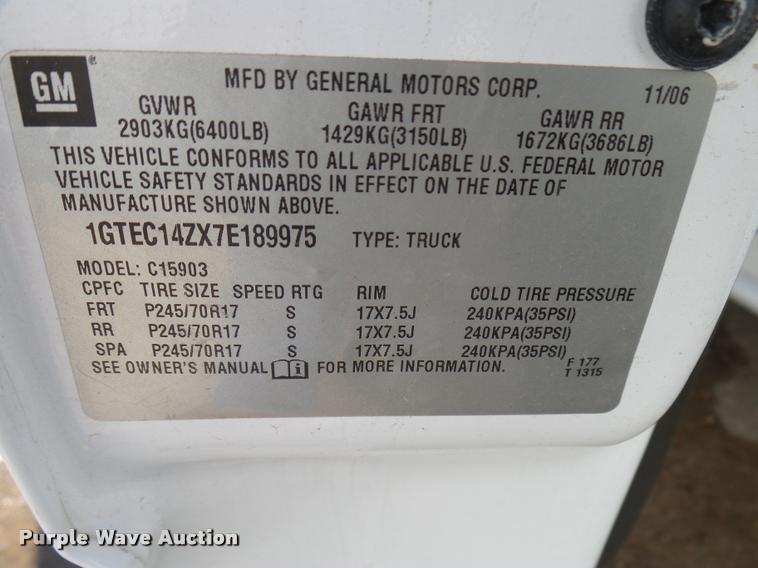 GM
MFD BY GENERAL MOTORS CORP. 11/06
GVWR GAWR FRT GAWR RR
2903KG(6400LB) 1429KG(3150LB) 1672KG(3686LB)
THIS VEHICLE CONFORMS TO ALL APPLICABLE U.S. FEDERAL MOTOR
VEHICLE SAFETY STANDARDS IN EFFECT ON THE DATE OF
MANUFACTURE SHOWN ABOVE.
1GTEC14ZX7E189975 TYPE: TRUCK
MODEL: C15903
CPFC TIRE SIZE SPEED RTG RIM COLD TIRE PRESSURE
FRT P245/70R17 S 17X7.5J 240KPA(35PSI)
RR P245/70R17 S 17X7.5J 240KPA(35PSI)
SPA P245/70R17 S 17X7.5J 240KPA(35PSI)
SEE OWNER'S MANUAL FOR MORE INFORMATION.
F 177
T 1315
Purple Wave Auction